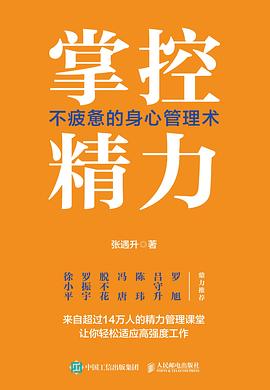 掌控
不疲惫的身心管理术
精力
张遇升◎著
徐小平
罗振宇
脱不花
冯唐
陈玮
吕守升
罗旭
鼎力推荐
来自超过14万人的精力管理课堂
让你轻松适应高强度工作
中国工信出版集团
人民邮电出版社